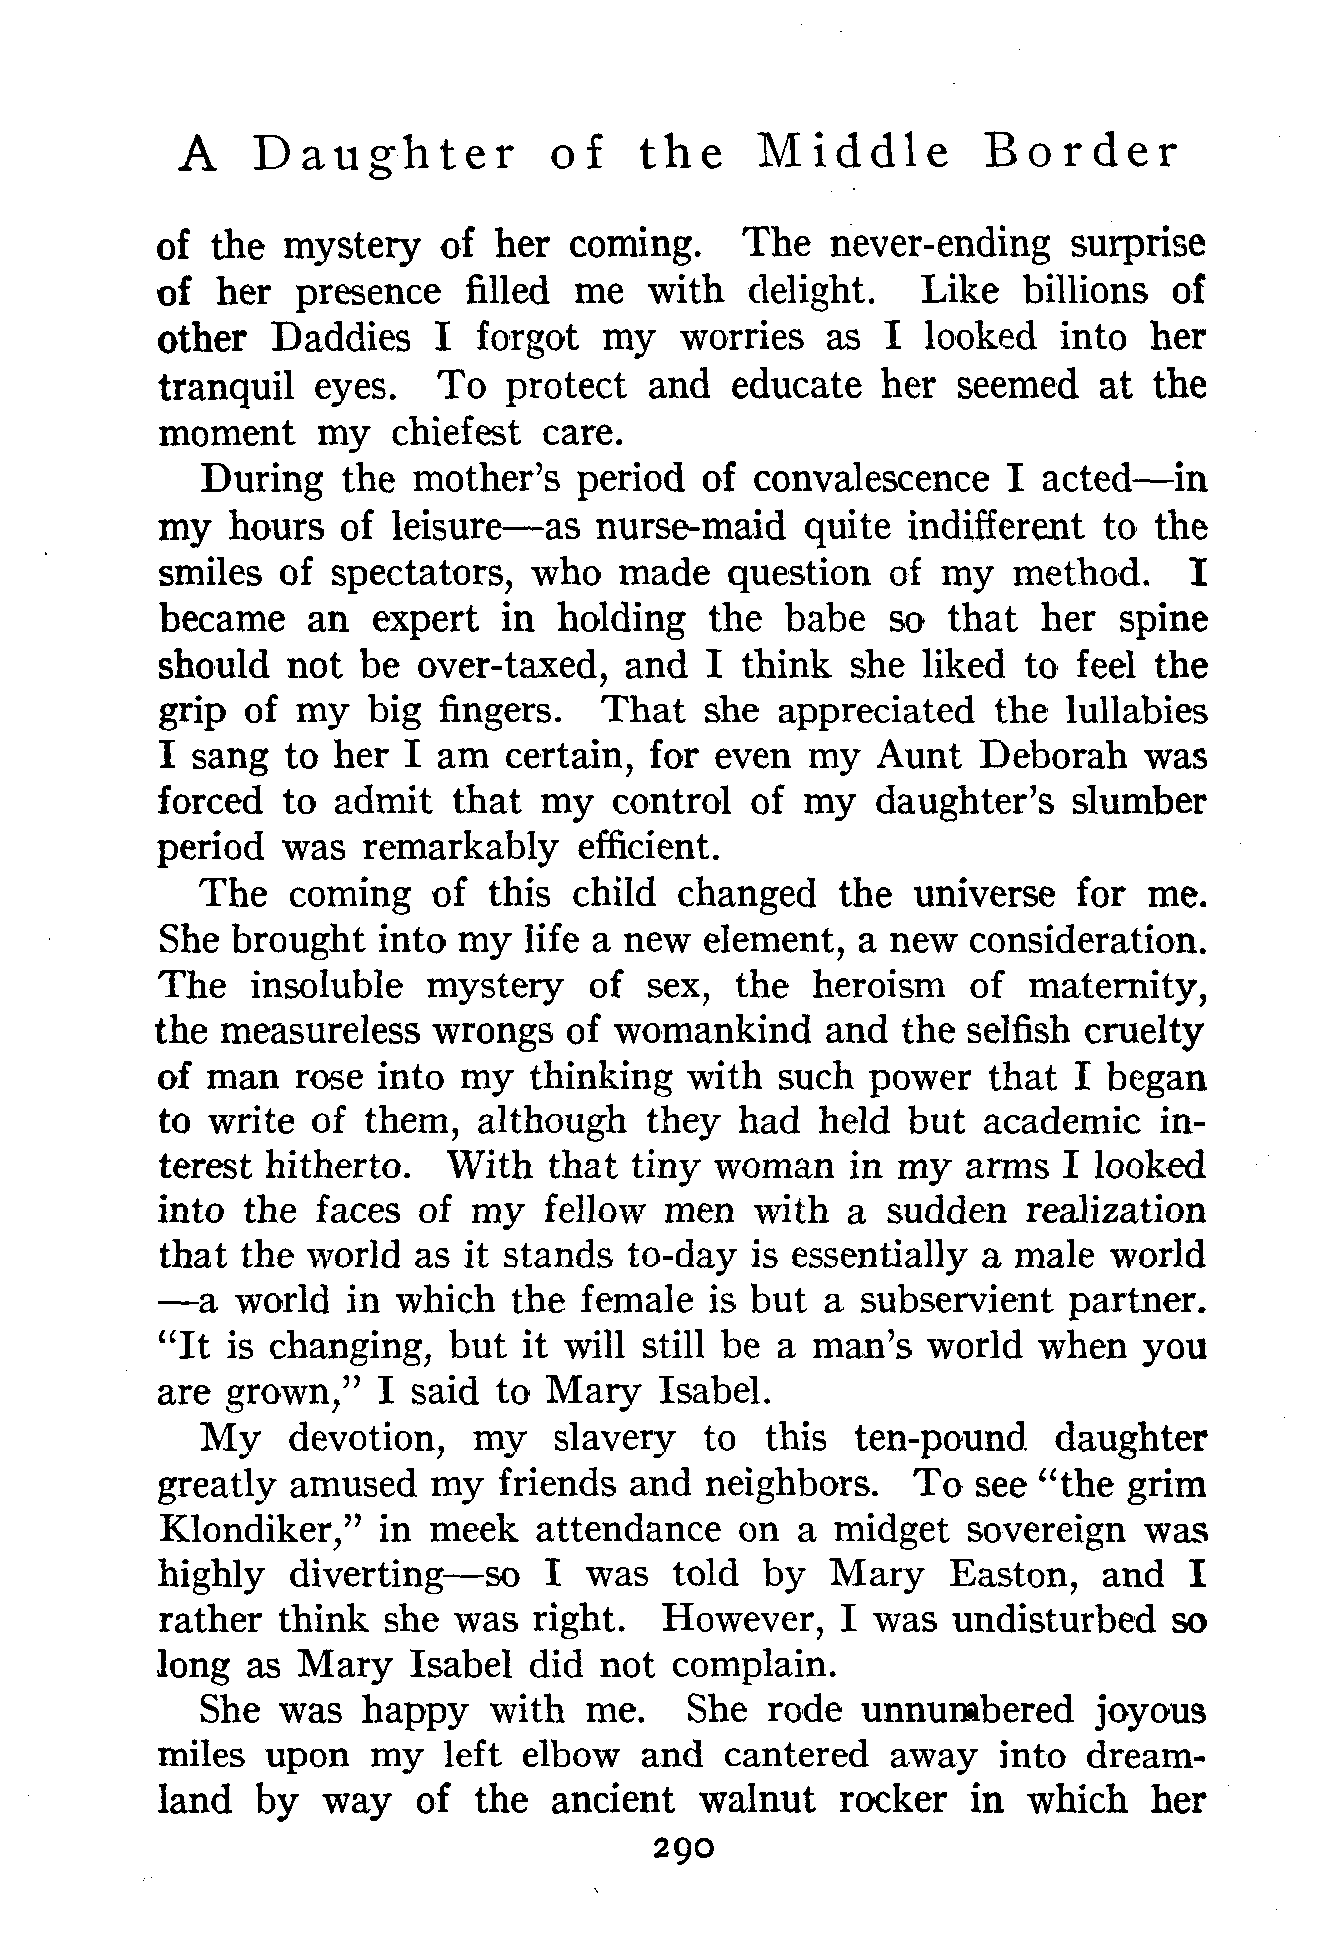 A Daughter of the Middle Border
of the mystery of her coming. The never-ending surprise
of her presence filled me with delight. Like billions of
other Daddies I forgot my worries as I looked into her
tranquil eyes. To protect and educate her seemed at the
moment my chiefest care.
During the mother's period of convalescence I acted—in
my hours of leisure—as nurse-maid quite indifferent to the
smiles of spectators, who made question of my method. I
became an expert in holding the babe so that her spine
should not be over-taxed, and I think she liked to feel the
grip of my big fingers. That she appreciated the lullabies
I sang to her I am certain, for even my Aunt Deborah was
forced to admit that my control of my daughter's slumber
period was remarkably efficient.
The coming of this child changed the universe for me.
She brought into my life a new element, a new consideration.
The insoluble mystery of sex, the heroism of maternity,
the measureless wrongs of womankind and the selfish cruelty
of man rose into my thinking with such power that I began
to write of them, although they had held but academic in-
terest hitherto. With that tiny woman in my arms I looked
into the faces of my fellow men with a sudden realization
that the world as it stands to-day is essentially a male world
—a world in which the female is but a subservient partner.
"It is changing, but it will still be a man's world when you
are grown," I said to Mary Isabel.
My devotion, my slavery to this ten-pound daughter
greatly amused my friends and neighbors. To see "the grim
Klondiker," in meek attendance on a midget sovereign was
highly diverting—so I was told by Mary Easton, and I
rather think she was right. However, I was undisturbed so
long as Mary Isabel did not complain.
She was happy with me. She rode unnumbered joyous
miles upon my left elbow and cantered away into dream-
land by way of the ancient walnut rocker in which her
290